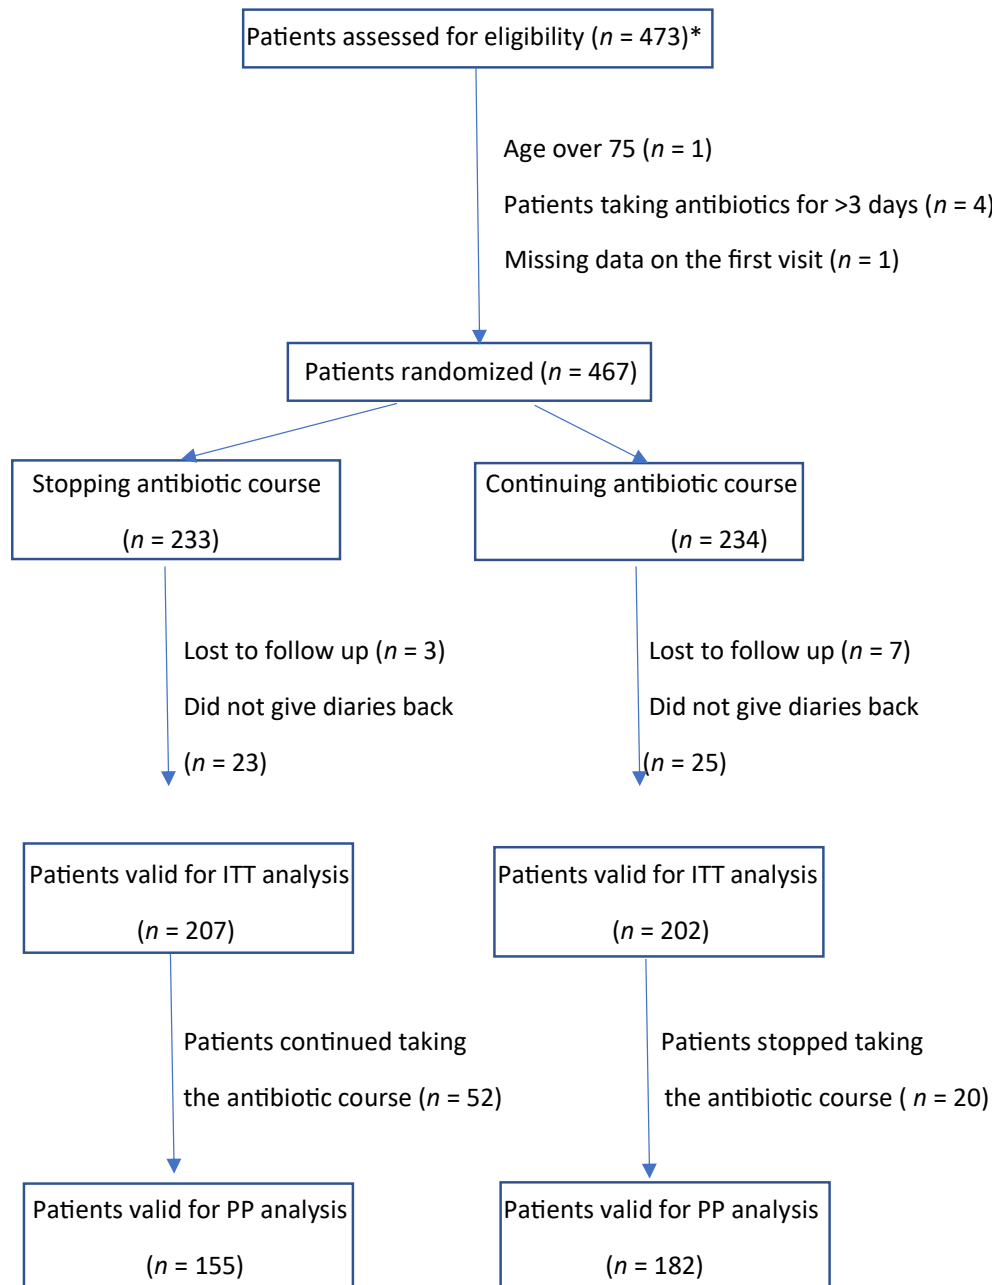 Patients assessed for eligibility (n = 473)*
Age over 75 (n = 1)
Patients taking antibiotics for >3 days (n = 4)
Missing data on the first visit (n = 1)
Patients randomized (n = 467)
Stopping antibiotic course
(n = 233)
Continuing antibiotic course
(n = 234)
Lost to follow up (n = 3)
Did not give diaries back
(n = 23)
Lost to follow up (n = 7)
Did not give diaries back
(n = 25)
Patients valid for ITT analysis
(n = 207)
Patients valid for ITT analysis
(n = 202)
Patients continued taking
the antibiotic course (n = 52)
Patients stopped taking
the antibiotic course ( n = 20)
Patients valid for PP analysis
(n = 155)
Patients valid for PP analysis
(n = 182)